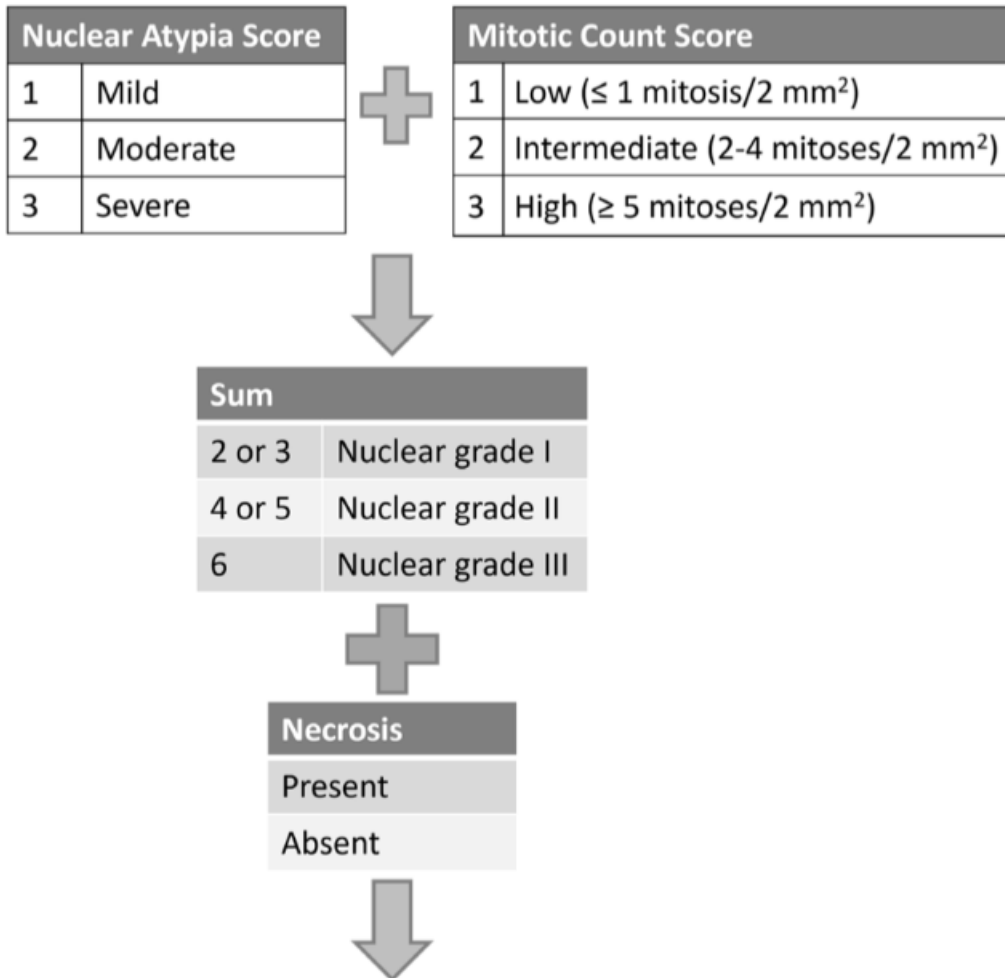 Nuclear Atypia Score
1 Mild
2 Moderate
3 Severe
Mitotic Count Score
1 Low (≤ 1 mitosis/2 mm²)
2 Intermediate (2-4 mitoses/2 mm²)
3 High (≥ 5 mitoses/2 mm²)
Sum
2 or 3 Nuclear grade I
4 or 5 Nuclear grade II
6 Nuclear grade III
Necrosis
Present
Absent